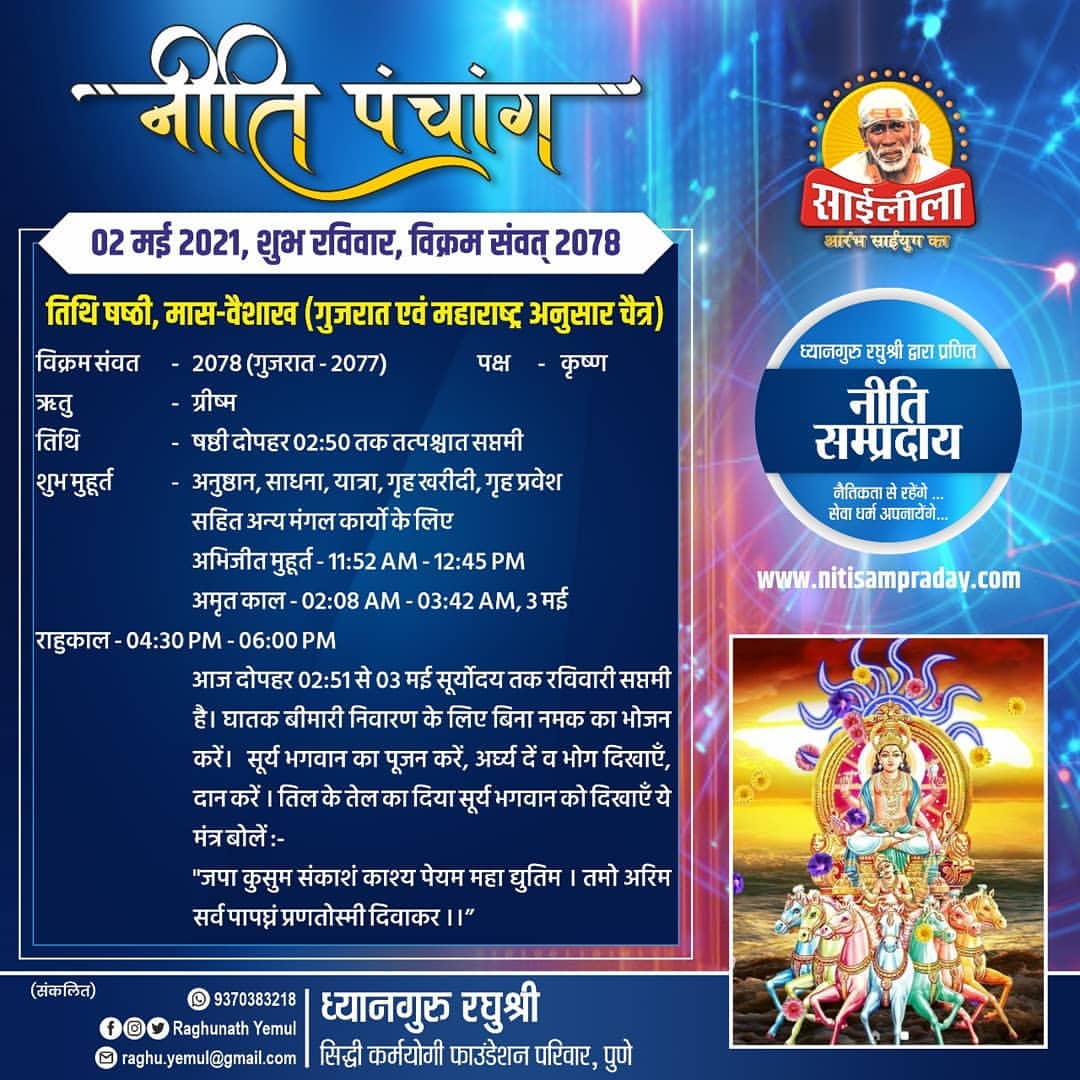 नीति पंचांग
साईलीला
आरंभ साईयुग का
02 मई 2021, शुभ रविवार, विक्रम संवत् 2078
तिथि षष्ठी, मास-वैशाख (गुजरात एवं महाराष्ट्र अनुसार चैत्र)
विक्रम संवत - 2078 (गुजरात - 2077) पक्ष - कृष्ण
ऋतु - ग्रीष्म
तिथि - षष्ठी दोपहर 02:50 तक तत्पश्चात सप्तमी
शुभ मुहूर्त - अनुष्ठान, साधना, यात्रा, गृह खरीदी, गृह प्रवेश
सहित अन्य मंगल कार्यो के लिए
अभिजीत मुहूर्त - 11:52 AM - 12:45 PM
अमृत काल - 02:08 AM - 03:42 AM, 3 मई
राहुकाल - 04:30 PM - 06:00 PM
आज दोपहर 02:51 से 03 मई सूर्योदय तक रविवारी सप्तमी
है। घातक बीमारी निवारण के लिए बिना नमक का भोजन
करें। सूर्य भगवान का पूजन करें, अर्घ्य दें व भोग दिखाएँ,
दान करें । तिल के तेल का दिया सूर्य भगवान को दिखाएँ ये
मंत्र बोलें :-
"जपा कुसुम संकाशं काश्य पेयम महा द्युतिम । तमो अरिम
सर्व पापघ्नं प्रणतोस्मी दिवाकर ।।”
ध्यानगुरु रघुश्री द्वारा प्रणित
नीति
सम्प्रदाय
नैतिकता से रहेंगे ...
सेवा धर्म अपनायेंगे...
www.nitisampraday.com
(संकलित)
9370383218
Raghunath Yemul
raghu.yemul@gmail.com
ध्यानगुरु रघुश्री
सिद्धी कर्मयोगी फाउंडेशन परिवार, पुणे